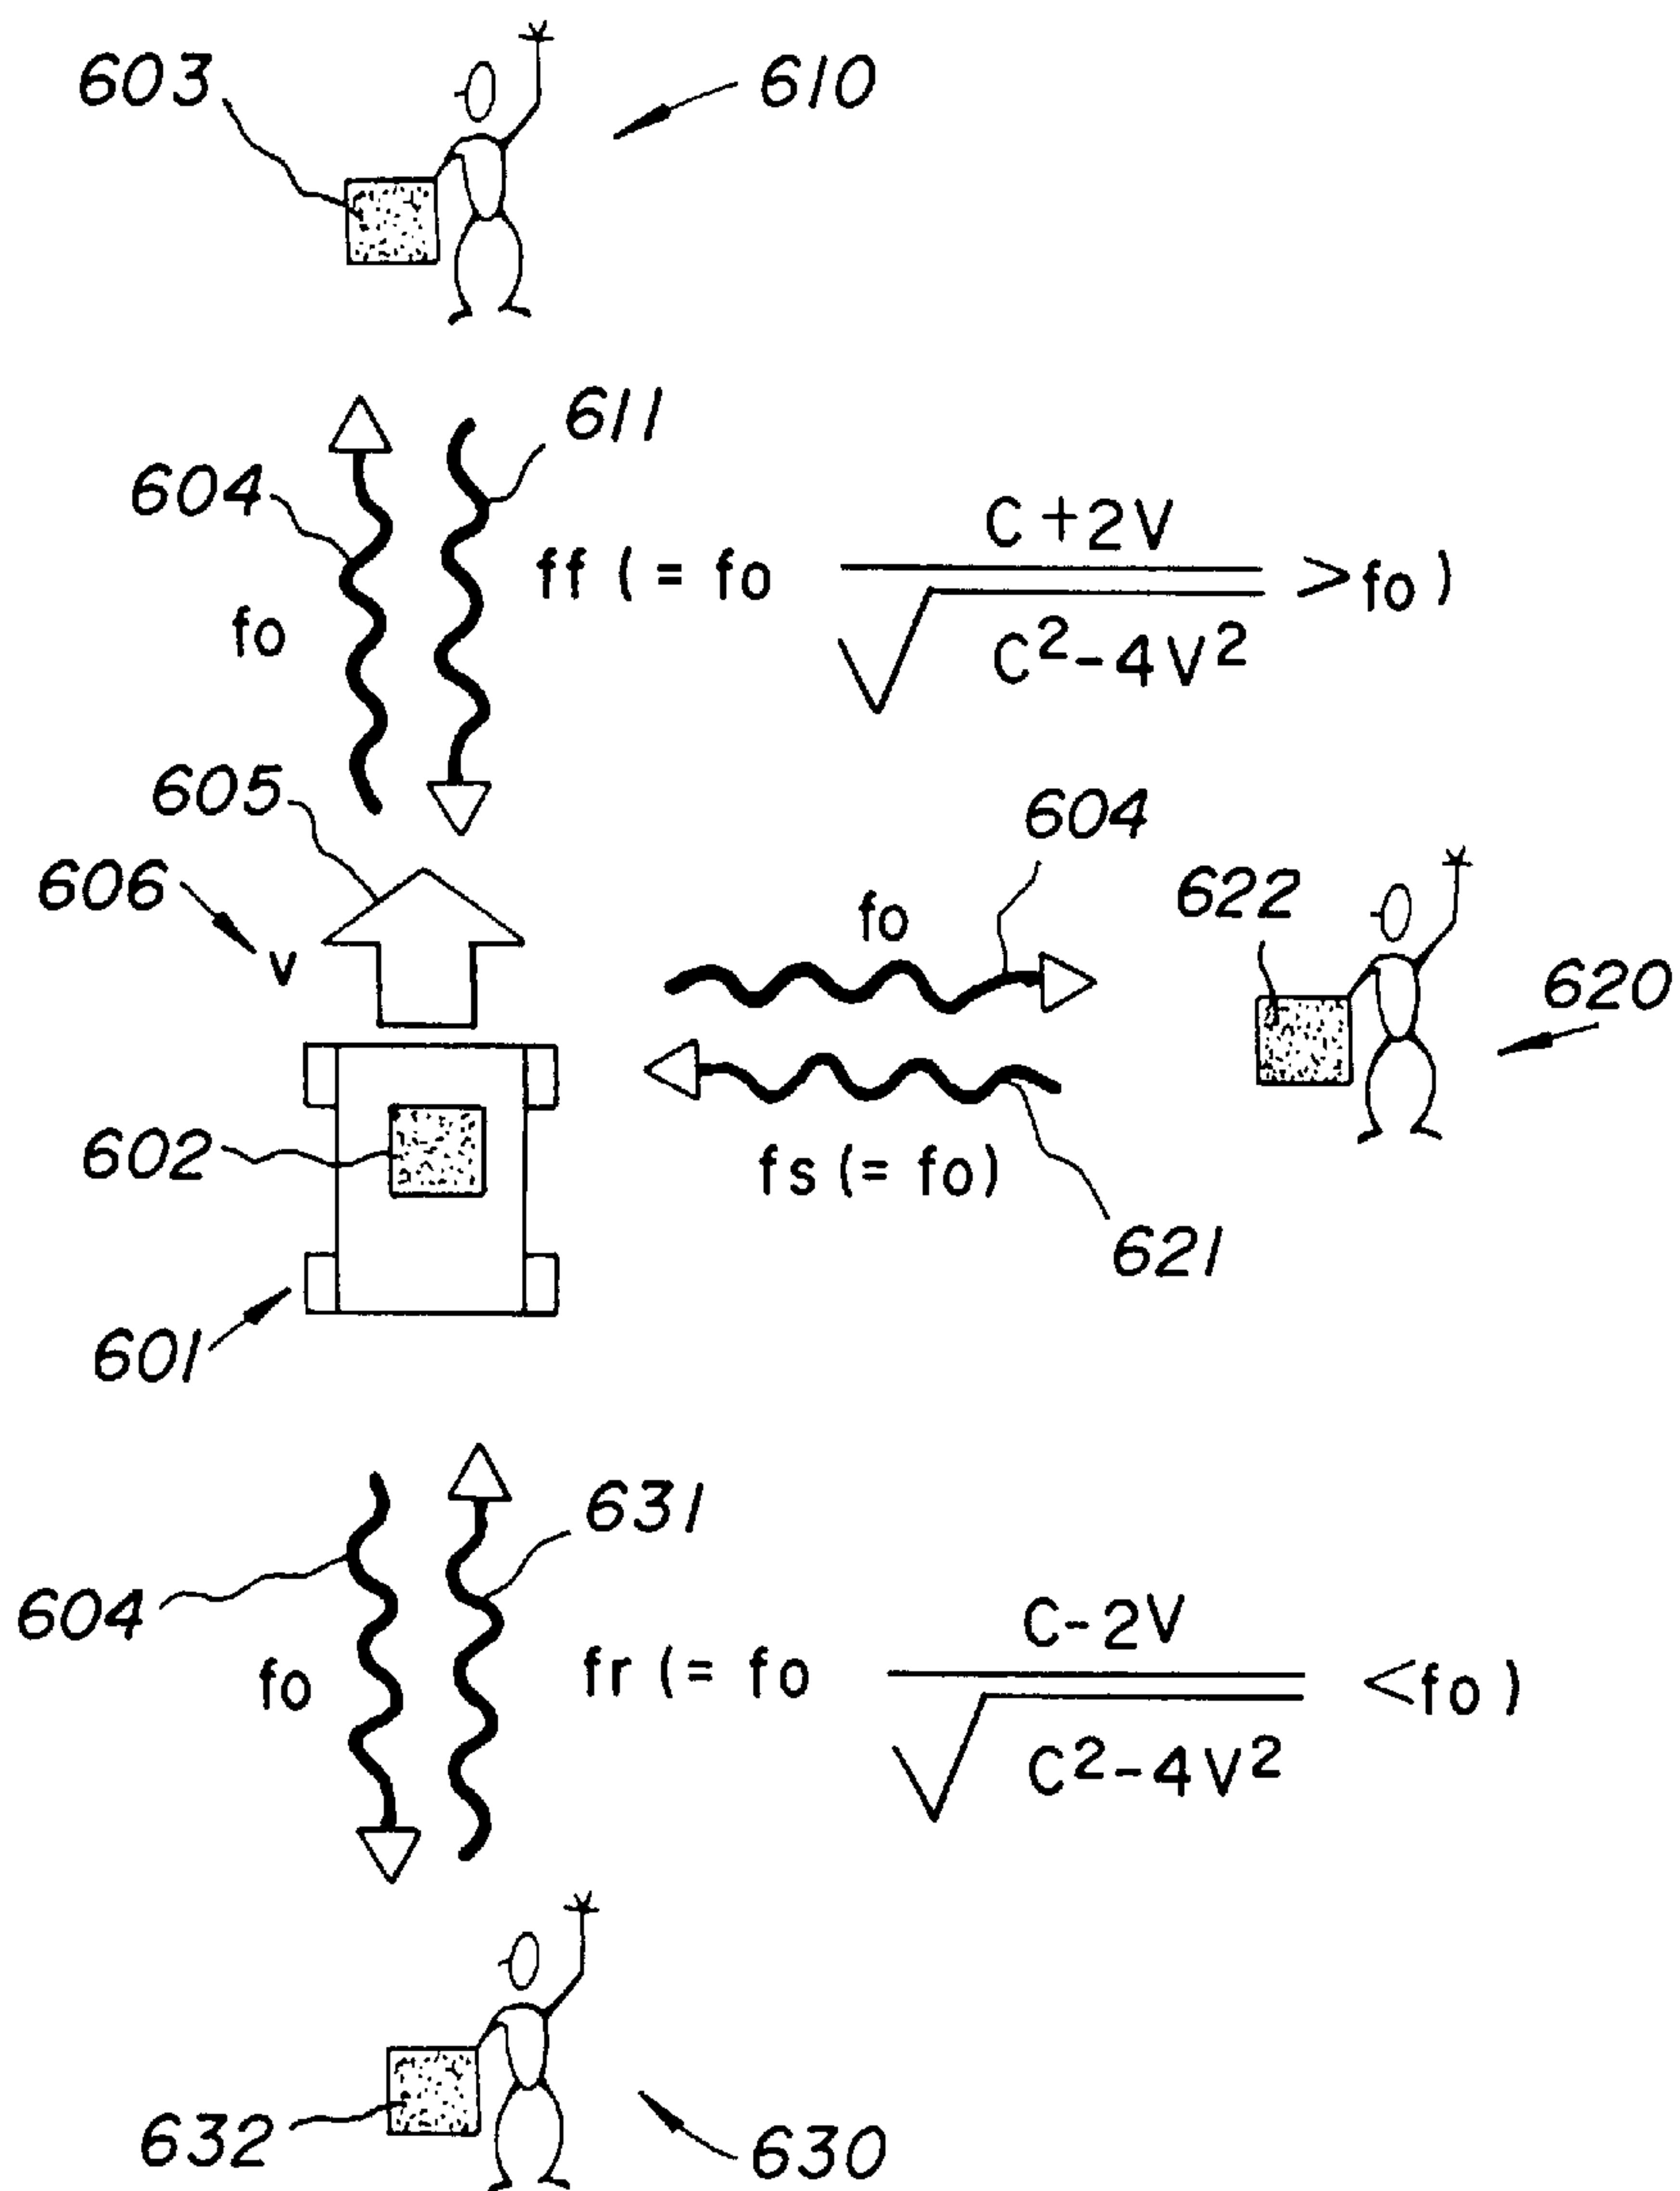 603
610
611
604
ff (= fo C+2V / √C²-4V² >fo)
fo
605
604
606
v
fo
622
620
602
fs (= fo)
621
601
631
604
fo
fr (= fo C-2V / √C²-4V² <fo)
632
630